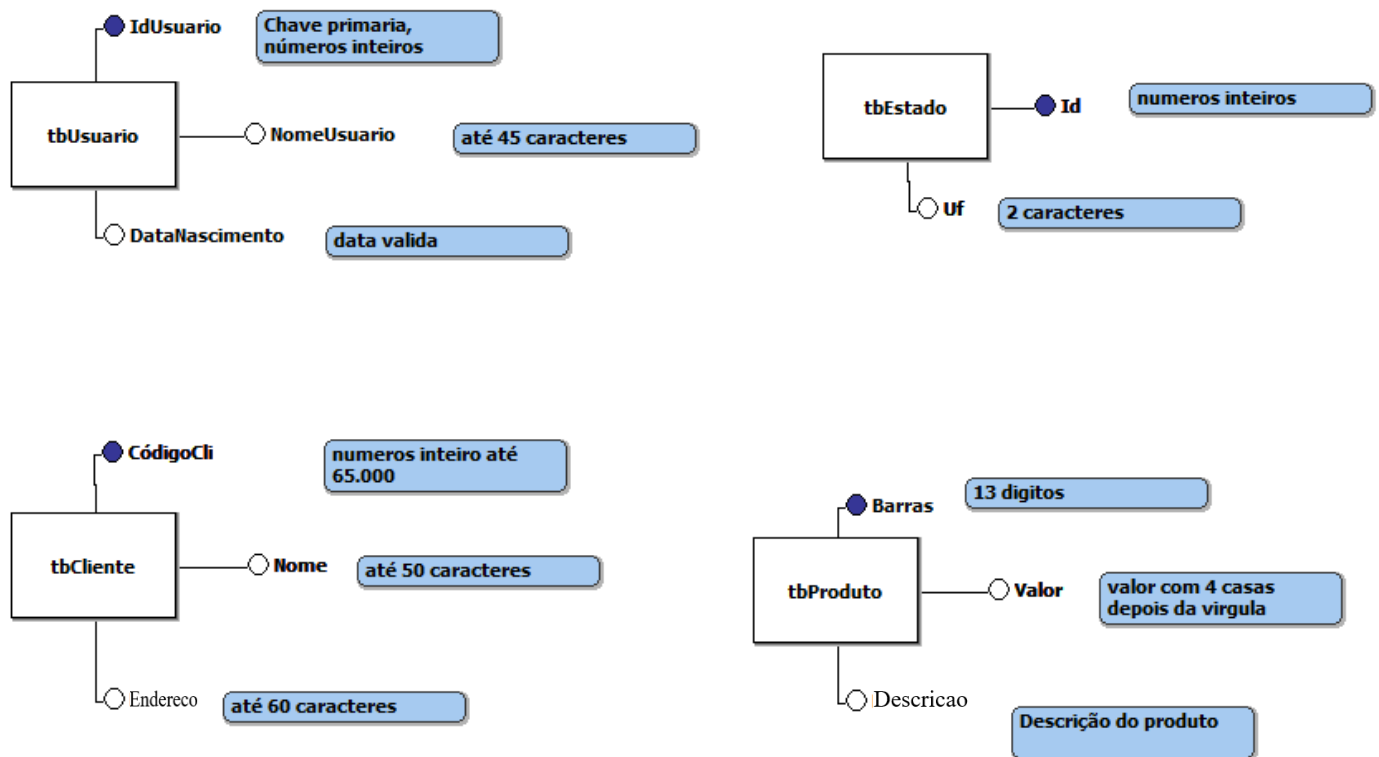 IdUsuario
Chave primaria,
números inteiros
tbUsuario
NomeUsuario
até 45 caracteres
DataNascimento
data valida
tbEstado
Id
numeros inteiros
Uf
2 caracteres
CódigoCli
numeros inteiro até
65.000
tbCliente
Nome
até 50 caracteres
Endereco
até 60 caracteres
Barras
13 digitos
tbProduto
Valor
valor com 4 casas
depois da virgula
Descricao
Descrição do produto